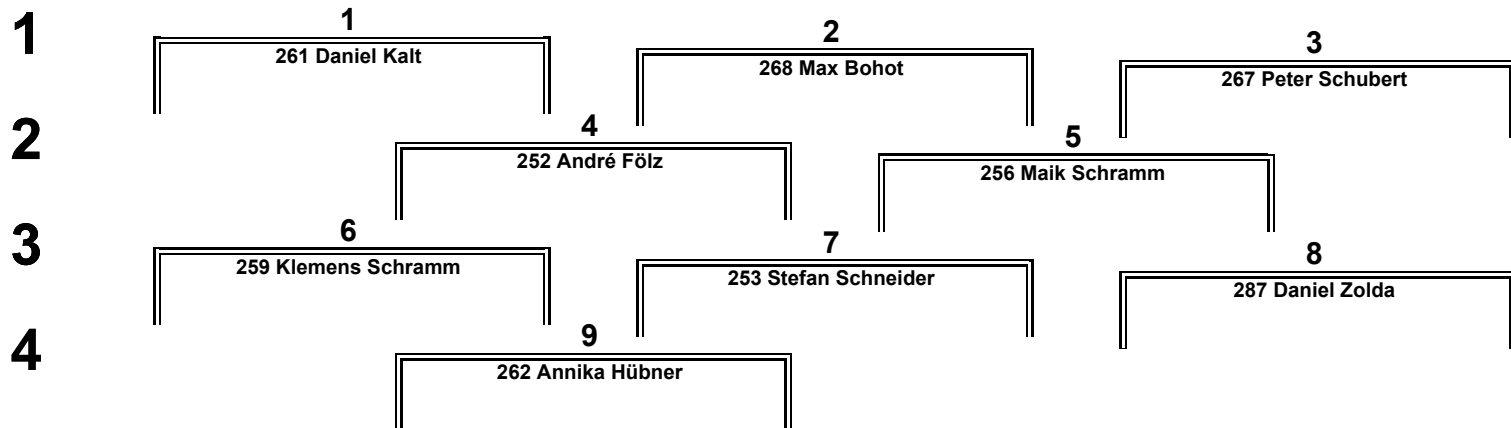 1
1
261 Daniel Kalt
2
268 Max Bohot
3
267 Peter Schubert
2
4
252 André Fölz
5
256 Maik Schramm
3
6
259 Klemens Schramm
7
253 Stefan Schneider
8
287 Daniel Zolda
4
9
262 Annika Hübner